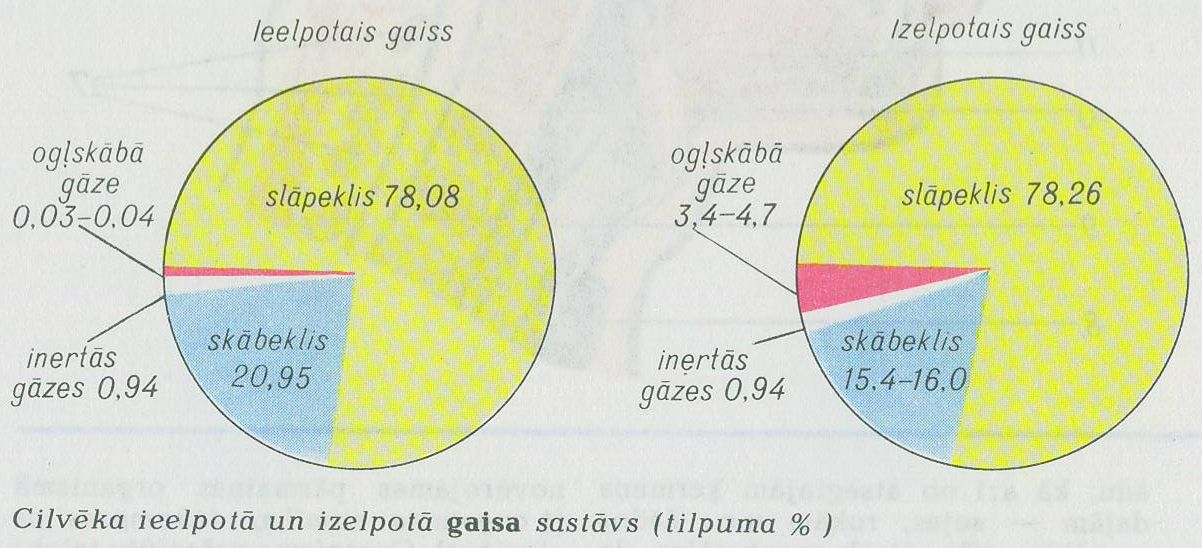 Ieelpotais gaiss
ogļskābā
gāze
0,03–0,04
slāpeklis 78,08
skābeklis
20,95
inertās
gāzes 0,94
Izelpotais gaiss
ogļskābā
gāze
3,4–4,7
slāpeklis 78,26
skābeklis
15,4–16,0
inertās
gāzes 0,94
Cilvēka ieelpotā un izelpotā gaisa sastāvs (tilpuma %)